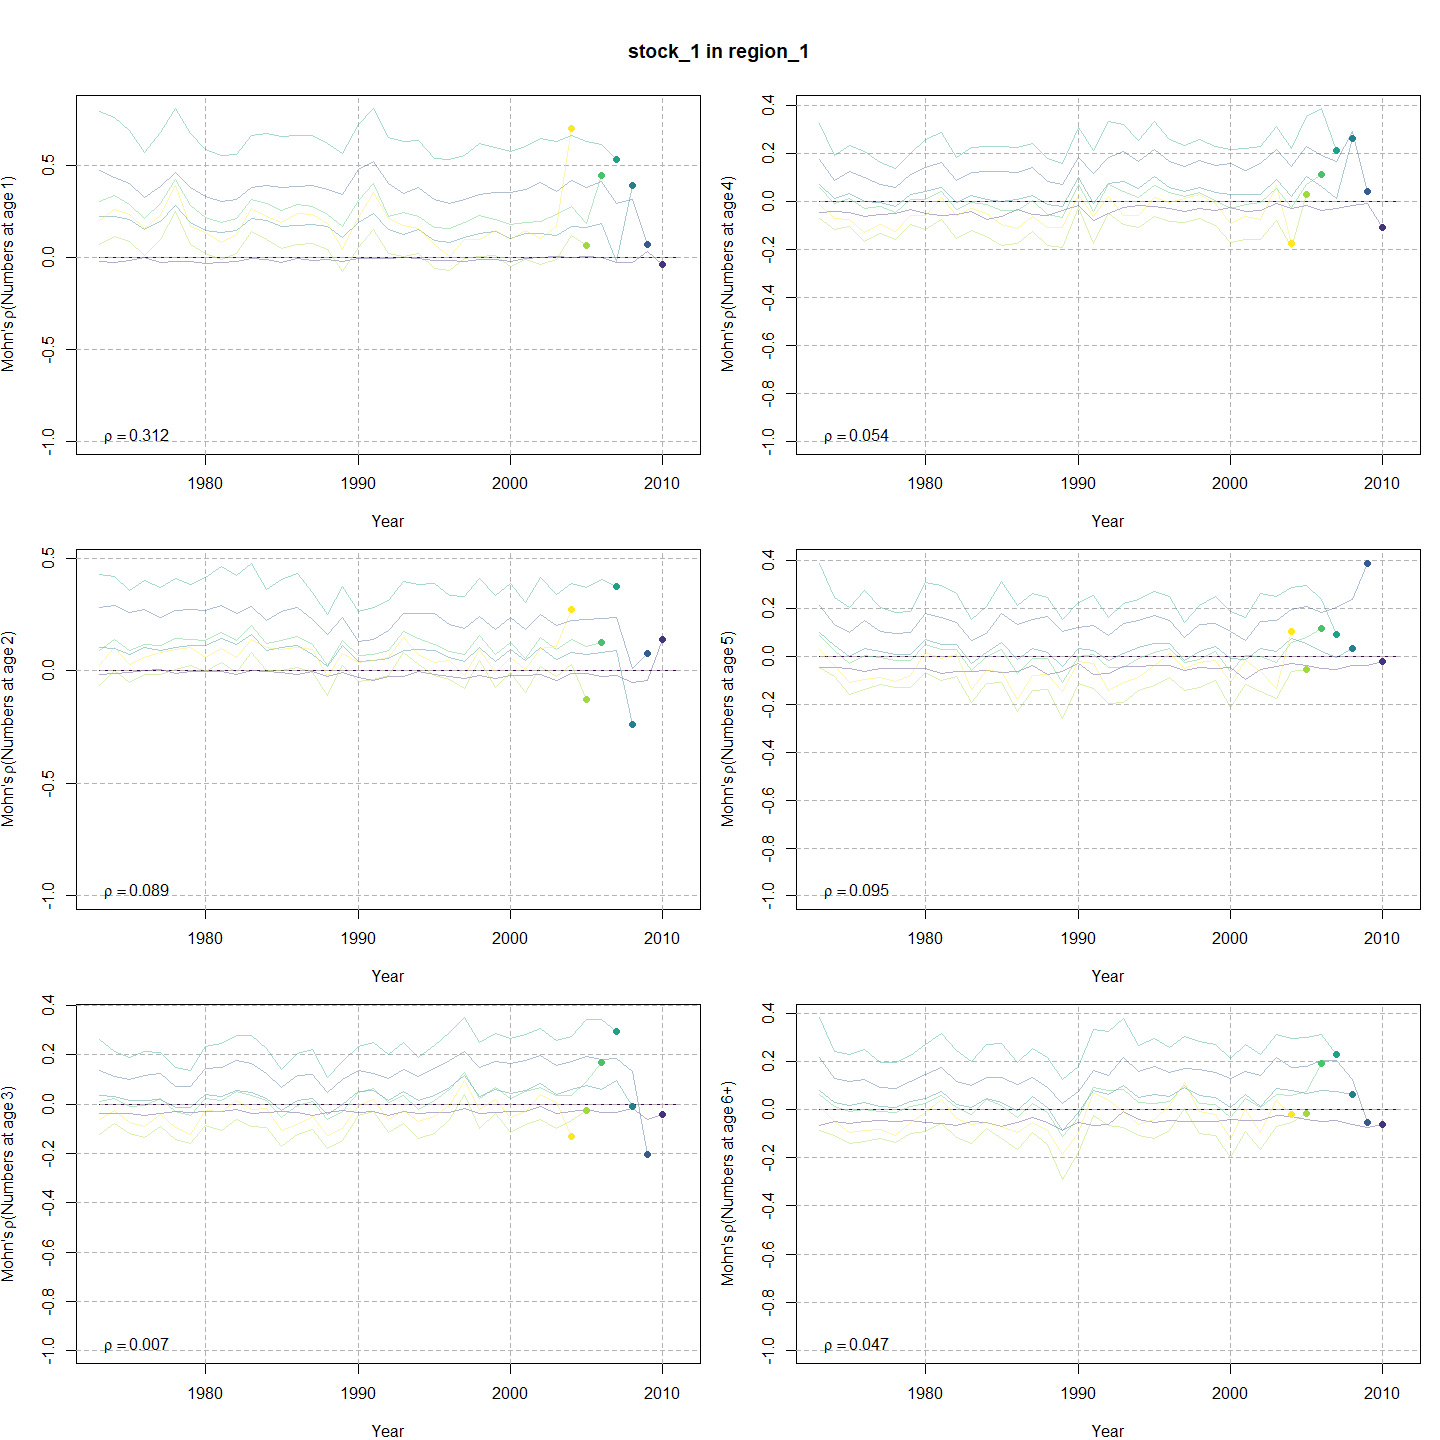 stock_1 in region_1
Mohn's ρ(Numbers at age 1)
0.5
0.0
-0.5
-1.0
ρ = 0.312
1980 1990 2000 2010
Year
Mohn's ρ(Numbers at age 4)
0.4
0.2
0.0
-0.2
-0.4
-0.6
-0.8
-1.0
ρ = 0.054
1980 1990 2000 2010
Year
Mohn's ρ(Numbers at age 2)
0.5
0.0
-0.5
-1.0
ρ = 0.089
1980 1990 2000 2010
Year
Mohn's ρ(Numbers at age 5)
0.4
0.2
0.0
-0.2
-0.4
-0.6
-0.8
-1.0
ρ = 0.095
1980 1990 2000 2010
Year
Mohn's ρ(Numbers at age 3)
0.4
0.2
0.0
-0.2
-0.4
-0.6
-0.8
-1.0
ρ = 0.007
1980 1990 2000 2010
Year
Mohn's ρ(Numbers at age 6+)
0.4
0.2
0.0
-0.2
-0.4
-0.6
-0.8
-1.0
ρ = 0.047
1980 1990 2000 2010
Year